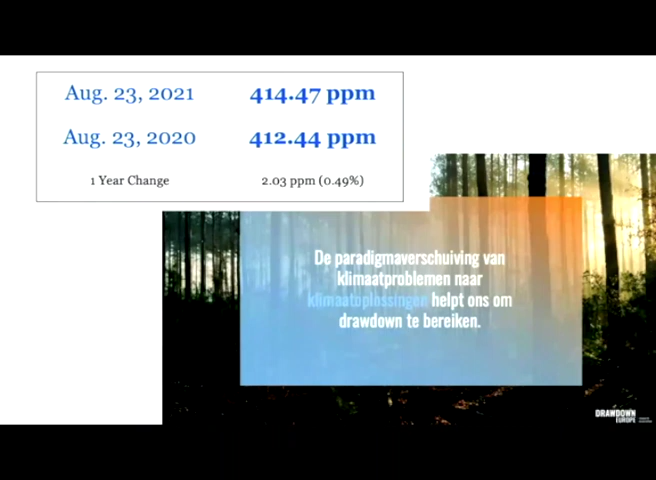 Aug. 23, 2021 414.47 ppm
Aug. 23, 2020 412.44 ppm
1 Year Change 2.03 ppm (0.49%)
De paradigmaverschuiving van
klimaatproblemen naar
klimaatoplossingen helpt ons om
drawdown te bereiken.
DRAWDOWN
EUROPE